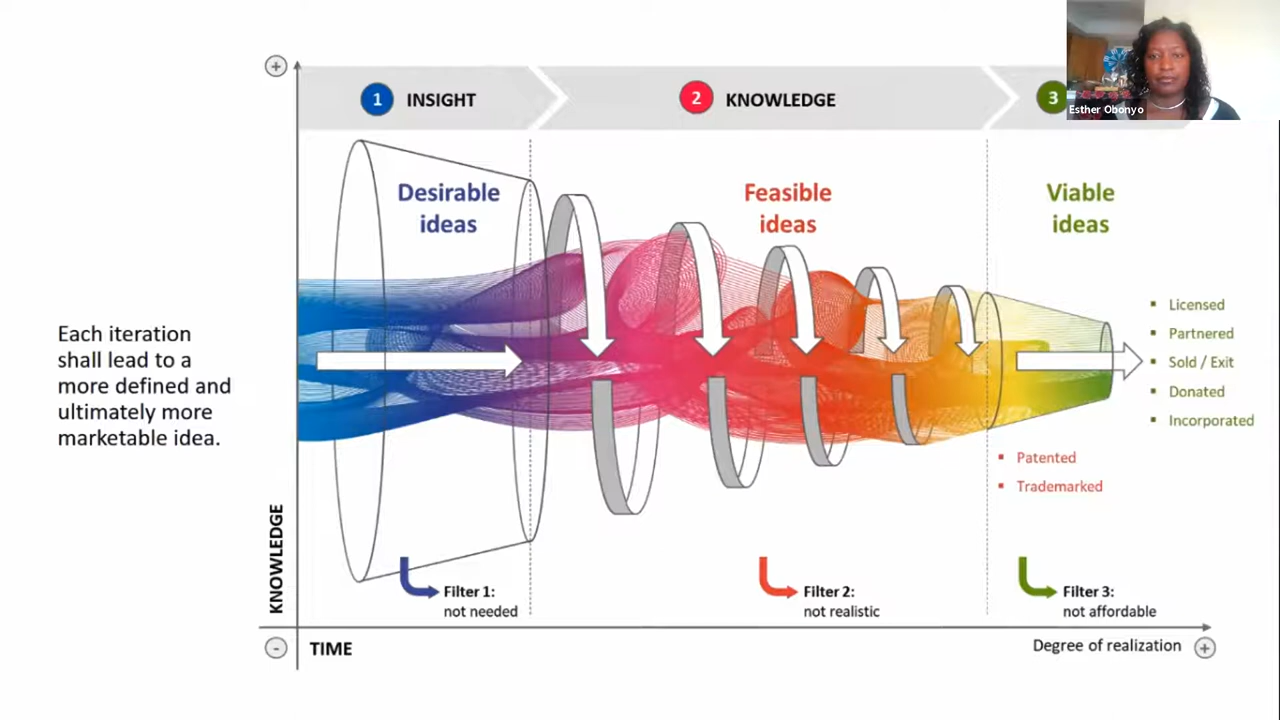 Esther Obonyo
+
1 INSIGHT
2 KNOWLEDGE
3
Desirable
ideas
Feasible
ideas
Viable
ideas
Each iteration
shall lead to a
more defined and
ultimately more
marketable idea.
▪ Licensed
▪ Partnered
▪ Sold / Exit
▪ Donated
▪ Incorporated
▪ Patented
▪ Trademarked
KNOWLEDGE
Filter 1:
not needed
Filter 2:
not realistic
Filter 3:
not affordable
-
TIME
Degree of realization
+